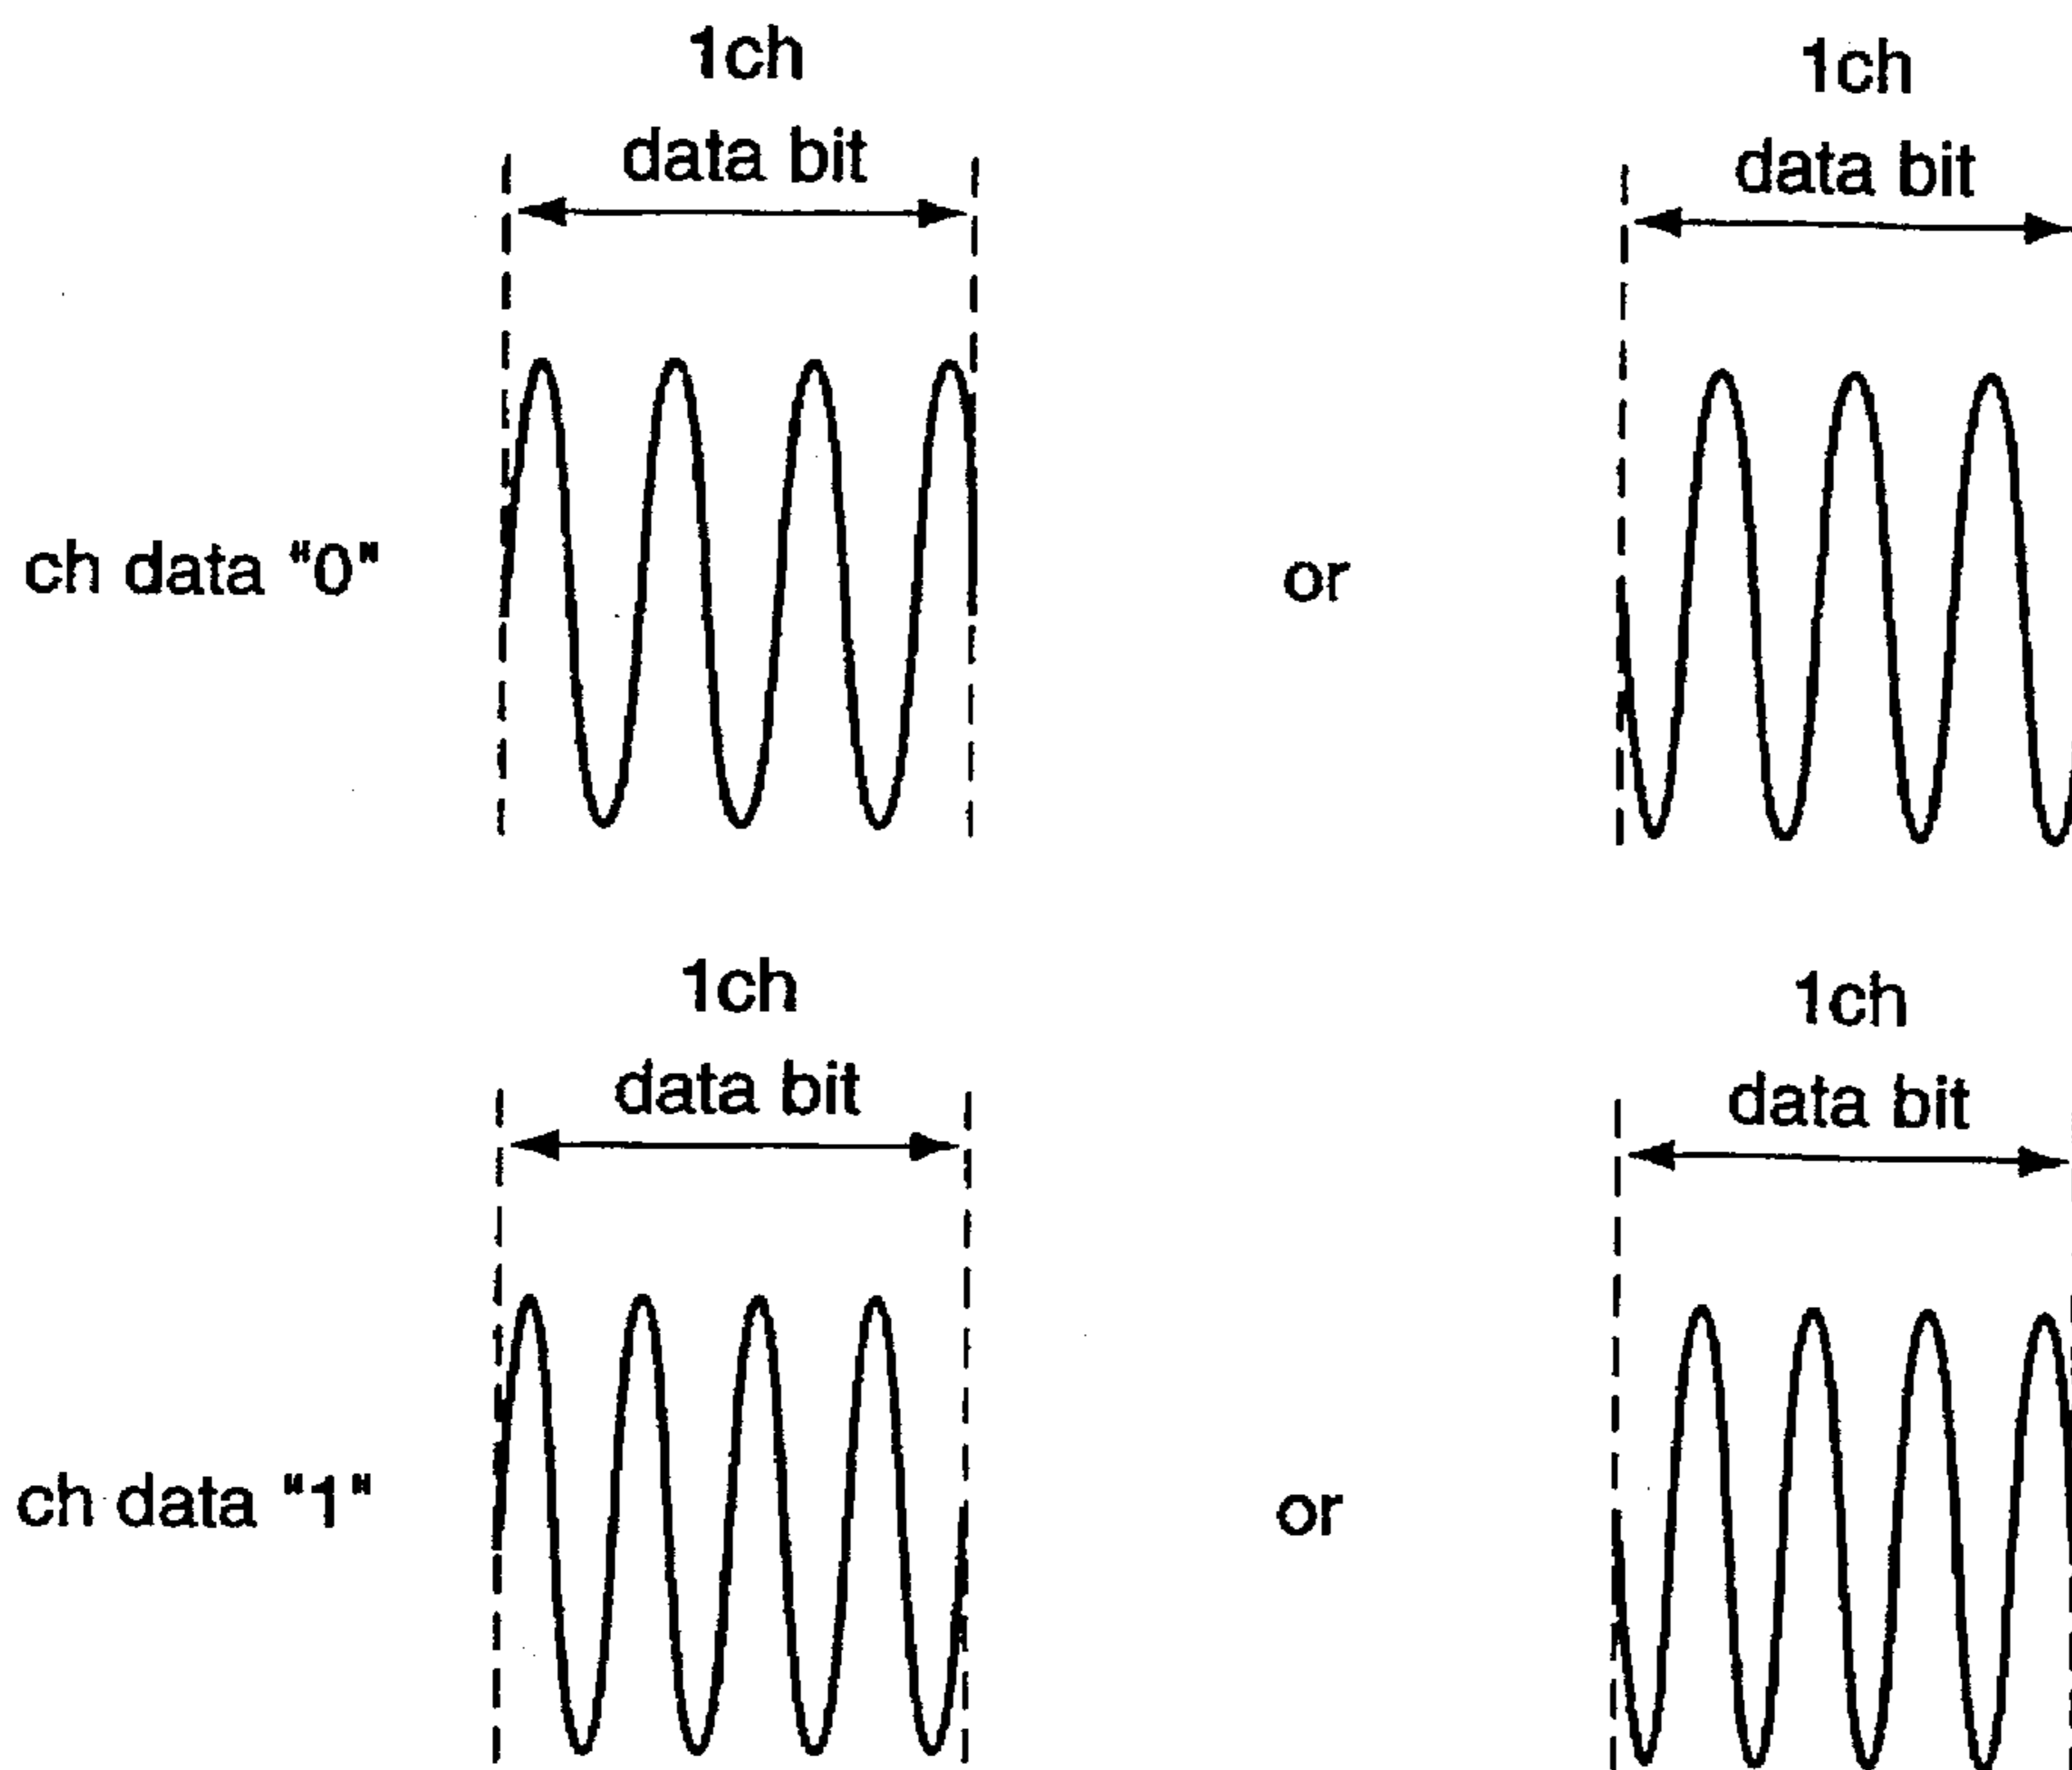 1ch
data bit
1ch
data bit
ch data "0"
or
1ch
data bit
1ch
data bit
ch data "1"
or